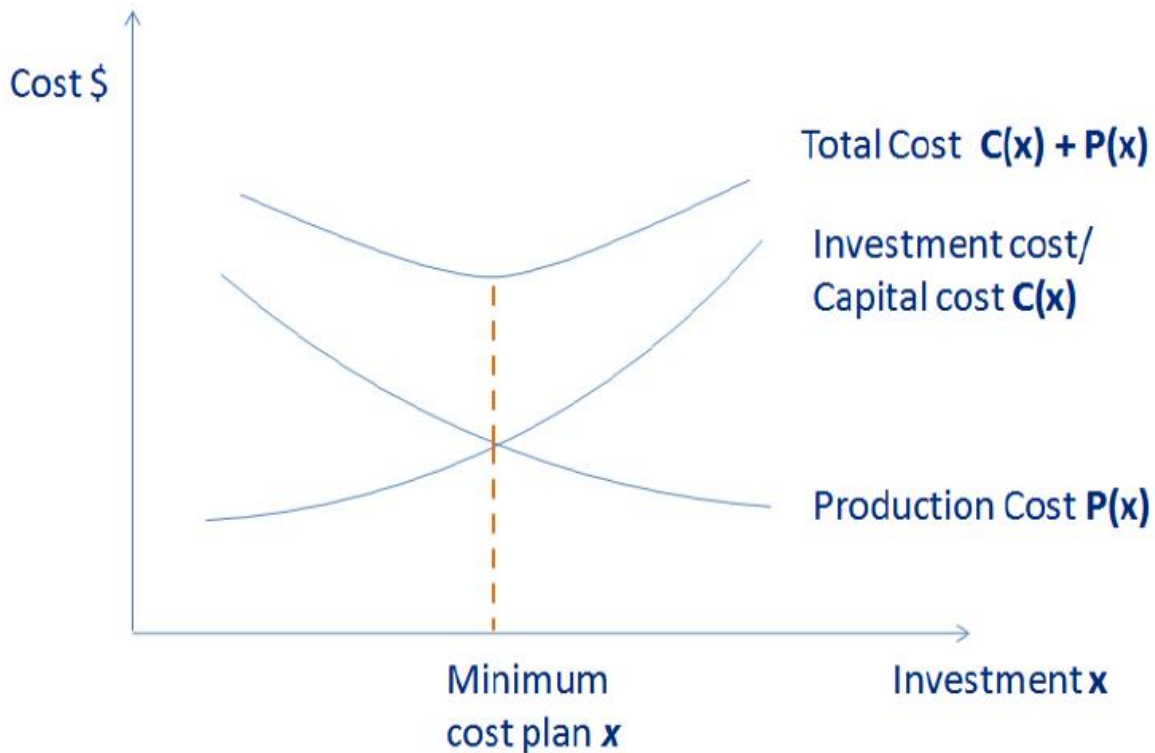 Cost $
Total Cost C(x) + P(x)
Investment cost/
Capital cost C(x)
Production Cost P(x)
Minimum
cost plan x
Investment x